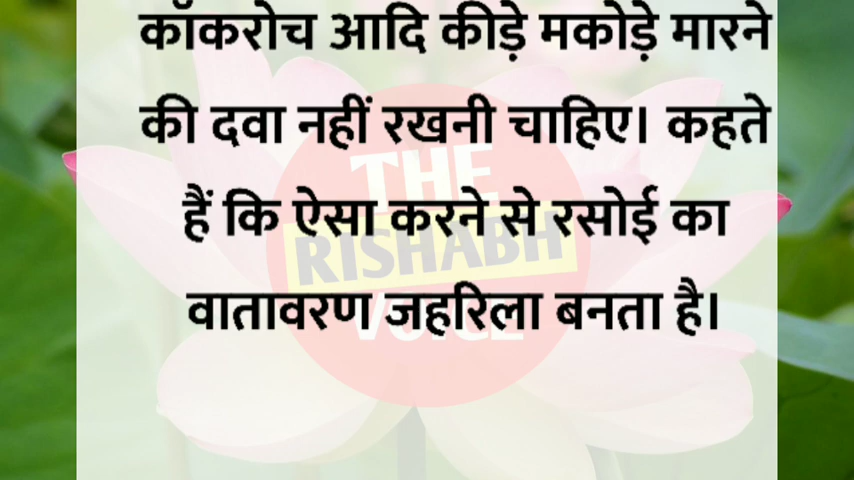 कॉकरोच आदि कीड़े मकोड़े मारने
की दवा नहीं रखनी चाहिए। कहते
हैं कि ऐसा करने से रसोई का
वातावरण जहरिला बनता है।
THE
RISHABH
VOICE